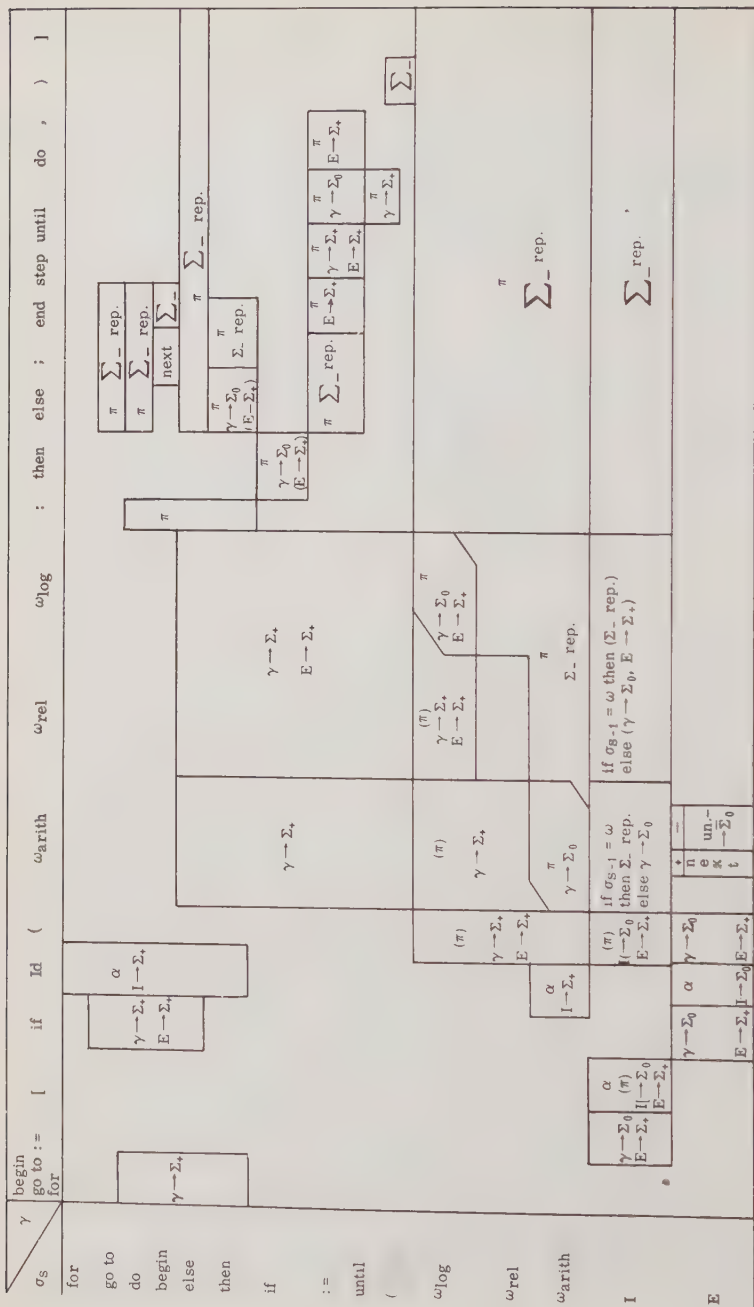 γ
begin
go to := [ if Id ( ωarith ωrel ωlog : then else ; end step until do , ) ]
for
σs
for
go to
do
begin
else
then
if
:=
until
(
ωlog
ωrel
ωarith
I
E
γ→Σ₊
γ→Σ₊
E→Σ₊
α
I→Σ₊
γ→Σ₊
γ→Σ₊
E→Σ₊
π
π Σ₋ rep.
π Σ₋ rep.
next Σ₋
π Σ₋ rep.
π
γ→Σ₀
(E→Σ₊)
π
Σ₋ rep.
π
γ→Σ₀
(E→Σ₊)
π Σ₋ rep.
π
E→Σ₊
π
γ→Σ₊
E→Σ₊
π
γ→Σ₀
π
E→Σ₊
π
γ→Σ₊
Σ₋
(π)
γ→Σ₊
E→Σ₊
(π)
γ→Σ₊
(π)
γ→Σ₊
E→Σ₊
π
γ→Σ₀
E→Σ₊
π
Σ₋ rep.
α
I→Σ₊
π
γ→Σ₀
π
Σ₋ rep.
γ→Σ₀
E→Σ₊
α
(π)
I[→Σ₀
E→Σ₊
(π)
I(→Σ₀
E→Σ₊
if σs-1 = ω
then Σ₋ rep.
else γ→Σ₀
if σs-1 = ω then (Σ₋ rep.)
else (γ→Σ₀, E→Σ₊)
Σ₋ rep.
γ→Σ₀
E→Σ₊
α
I→Σ₀
γ→Σ₀
E→Σ₊
+
next
−
un.-
→Σ₀